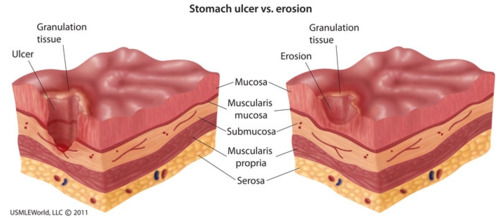 Stomach ulcer vs. erosion
Granulation
tissue
Ulcer
Granulation
tissue
Erosion
Mucosa
Muscularis
mucosa
Submucosa
Muscularis
propria
Serosa
USMLEWorld, LLC © 2011